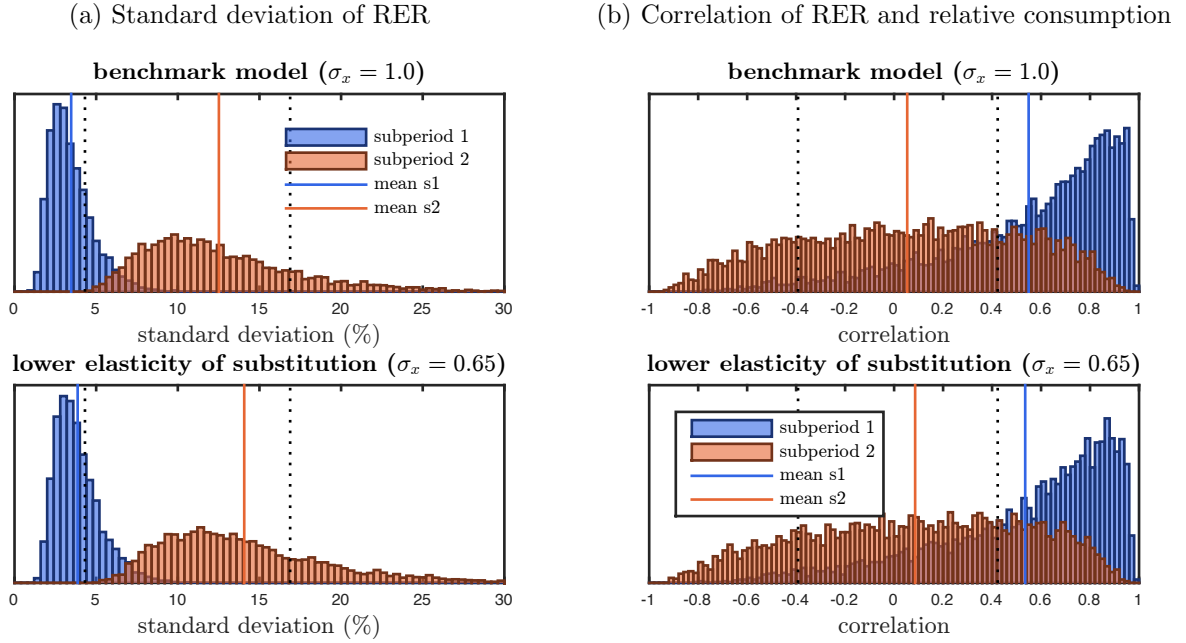 (a) Standard deviation of RER
benchmark model (σx = 1.0)
subperiod 1
subperiod 2
mean s1
mean s2
0 5 10 15 20 25 30
standard deviation (%)
lower elasticity of substitution (σx = 0.65)
0 5 10 15 20 25 30
standard deviation (%)
(b) Correlation of RER and relative consumption
benchmark model (σx = 1.0)
-1 -0.8 -0.6 -0.4 -0.2 0 0.2 0.4 0.6 0.8 1
correlation
lower elasticity of substitution (σx = 0.65)
subperiod 1
subperiod 2
mean s1
mean s2
-1 -0.8 -0.6 -0.4 -0.2 0 0.2 0.4 0.6 0.8 1
correlation